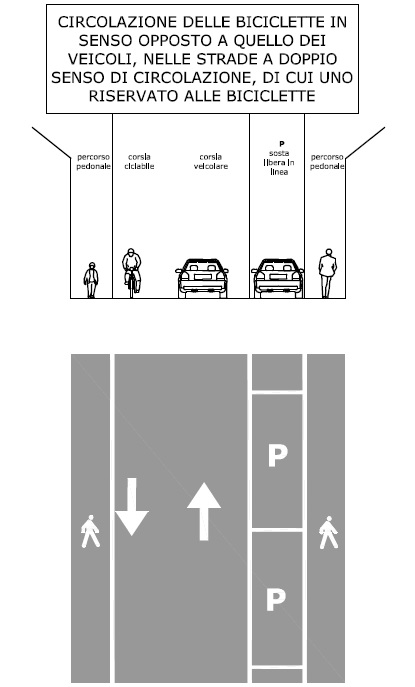 CIRCOLAZIONE DELLE BICICLETTE IN
SENSO OPPOSTO A QUELLO DEI
VEICOLI, NELLE STRADE A DOPPIO
SENSO DI CIRCOLAZIONE, DI CUI UNO
RISERVATO ALLE BICICLETTE
percorso
pedonale
corsia
ciclabile
corsia
veicolare
P
sosta
libera in
linea
percorso
pedonale
P
P